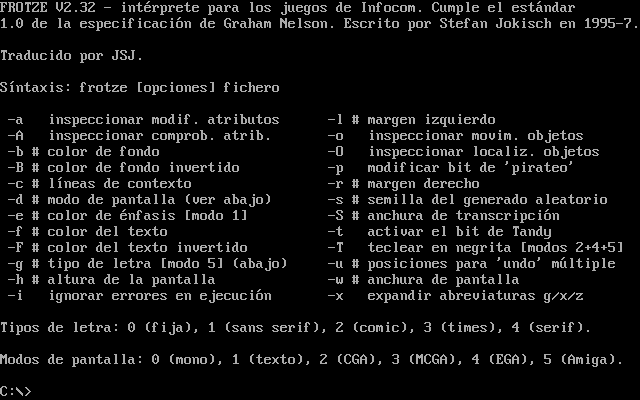 FROTZE V2.32 - intérprete para los juegos de Infocom. Cumple el estándar
1.0 de la especificación de Graham Nelson. Escrito por Stefan Jokisch en 1995-7.
Traducido por JSJ.
Síntaxis: frotze [opciones] fichero
-a   inspeccionar modif. atributos      -l # margen izquierdo
-A   inspeccionar comprob. atrib.       -o   inspeccionar movim. objetos
-b # color de fondo                     -O   inspeccionar localiz. objetos
-B # color de fondo invertido           -p   modificar bit de 'pirateo'
-c # líneas de contexto                 -r # margen derecho
-d # modo de pantalla (ver abajo)       -s # semilla del generado aleatorio
-e # color de énfasis [modo 1]          -S # anchura de transcripción
-f # color del texto                    -t   activar el bit de Tandy
-F # color del texto invertido          -T   teclear en negrita [modos 2+4+5]
-g # tipo de letra [modo 5] (abajo)     -u # posiciones para 'undo' múltiple
-h # altura de la pantalla              -w # anchura de pantalla
-i   ignorar errores en ejecución       -x   expandir abreviaturas g/x/z
Tipos de letra: 0 (fija), 1 (sans serif), 2 (comic), 3 (times), 4 (serif).
Modos de pantalla: 0 (mono), 1 (texto), 2 (CGA), 3 (MCGA), 4 (EGA), 5 (Amiga).
C:\>